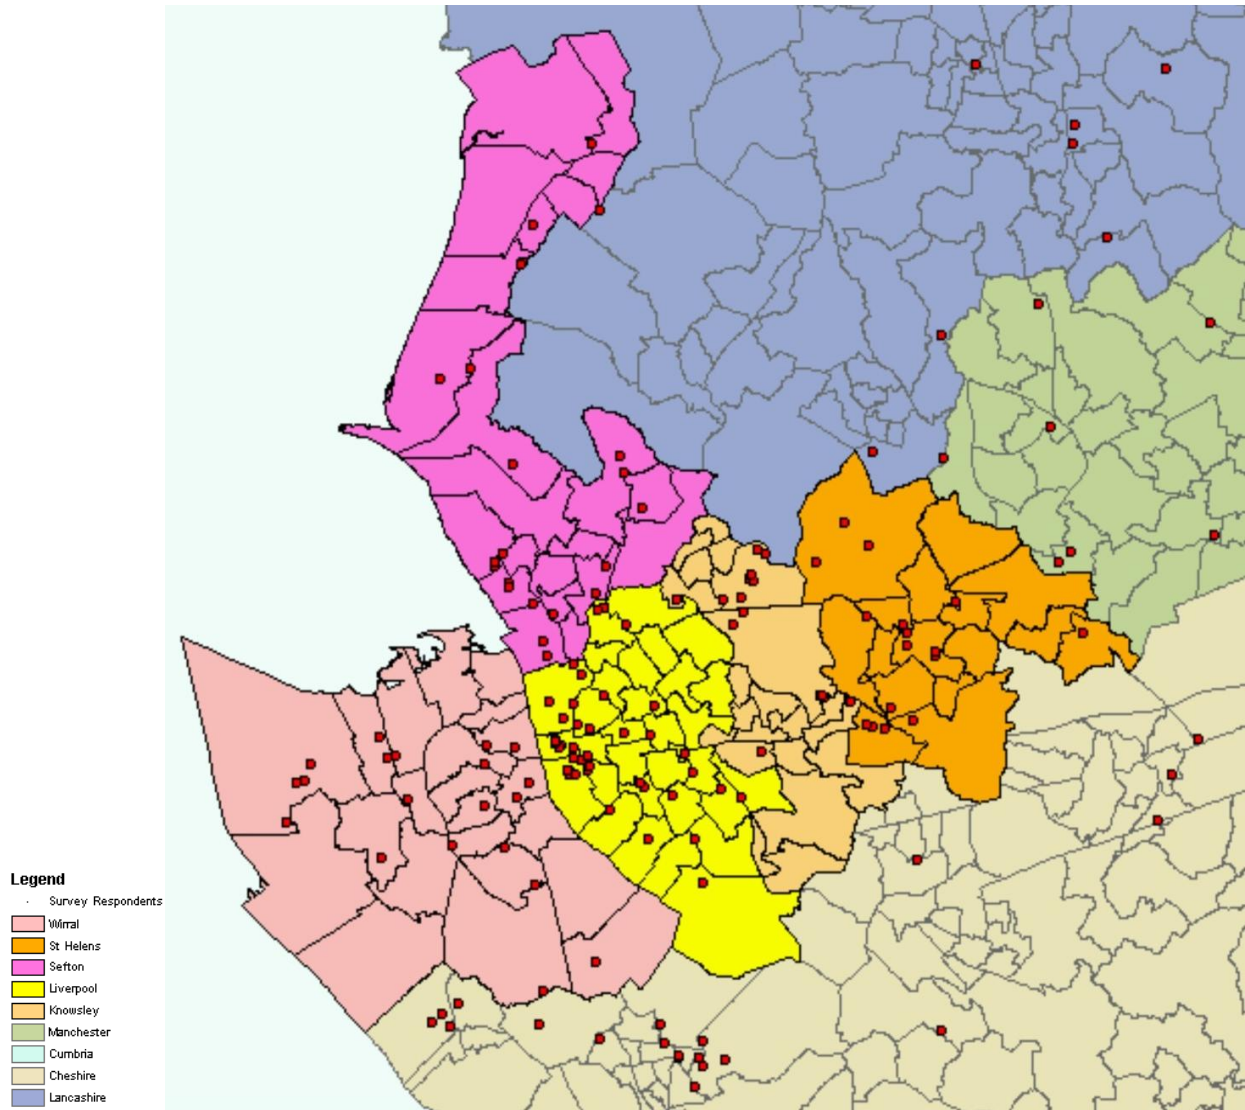 Legend
Survey Respondents
Wirral
St Helens
Sefton
Liverpool
Knowsley
Manchester
Cumbria
Cheshire
Lancashire